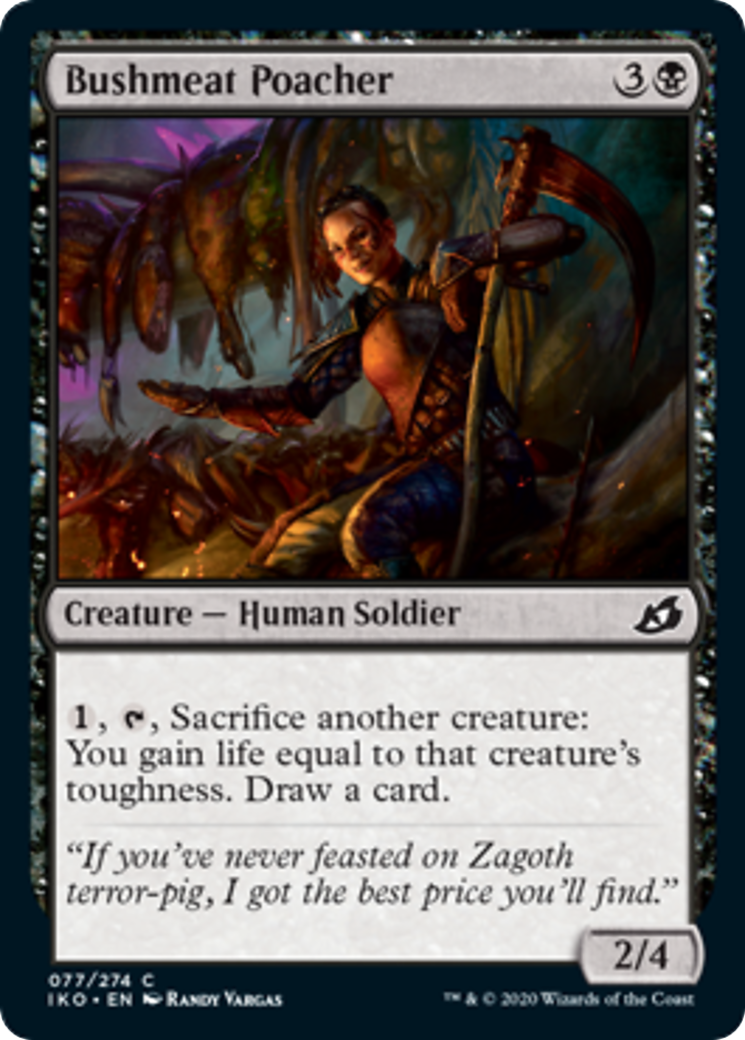 Bushmeat Poacher 3
Creature — Human Soldier
1, , Sacrifice another creature:
You gain life equal to that creature's
toughness. Draw a card.
“If you've never feasted on Zagoth
terror-pig, I got the best price you'll find.”
2/4
077/274 C
IKO • EN Randy Vargas
™ & © 2020 Wizards of the Coast